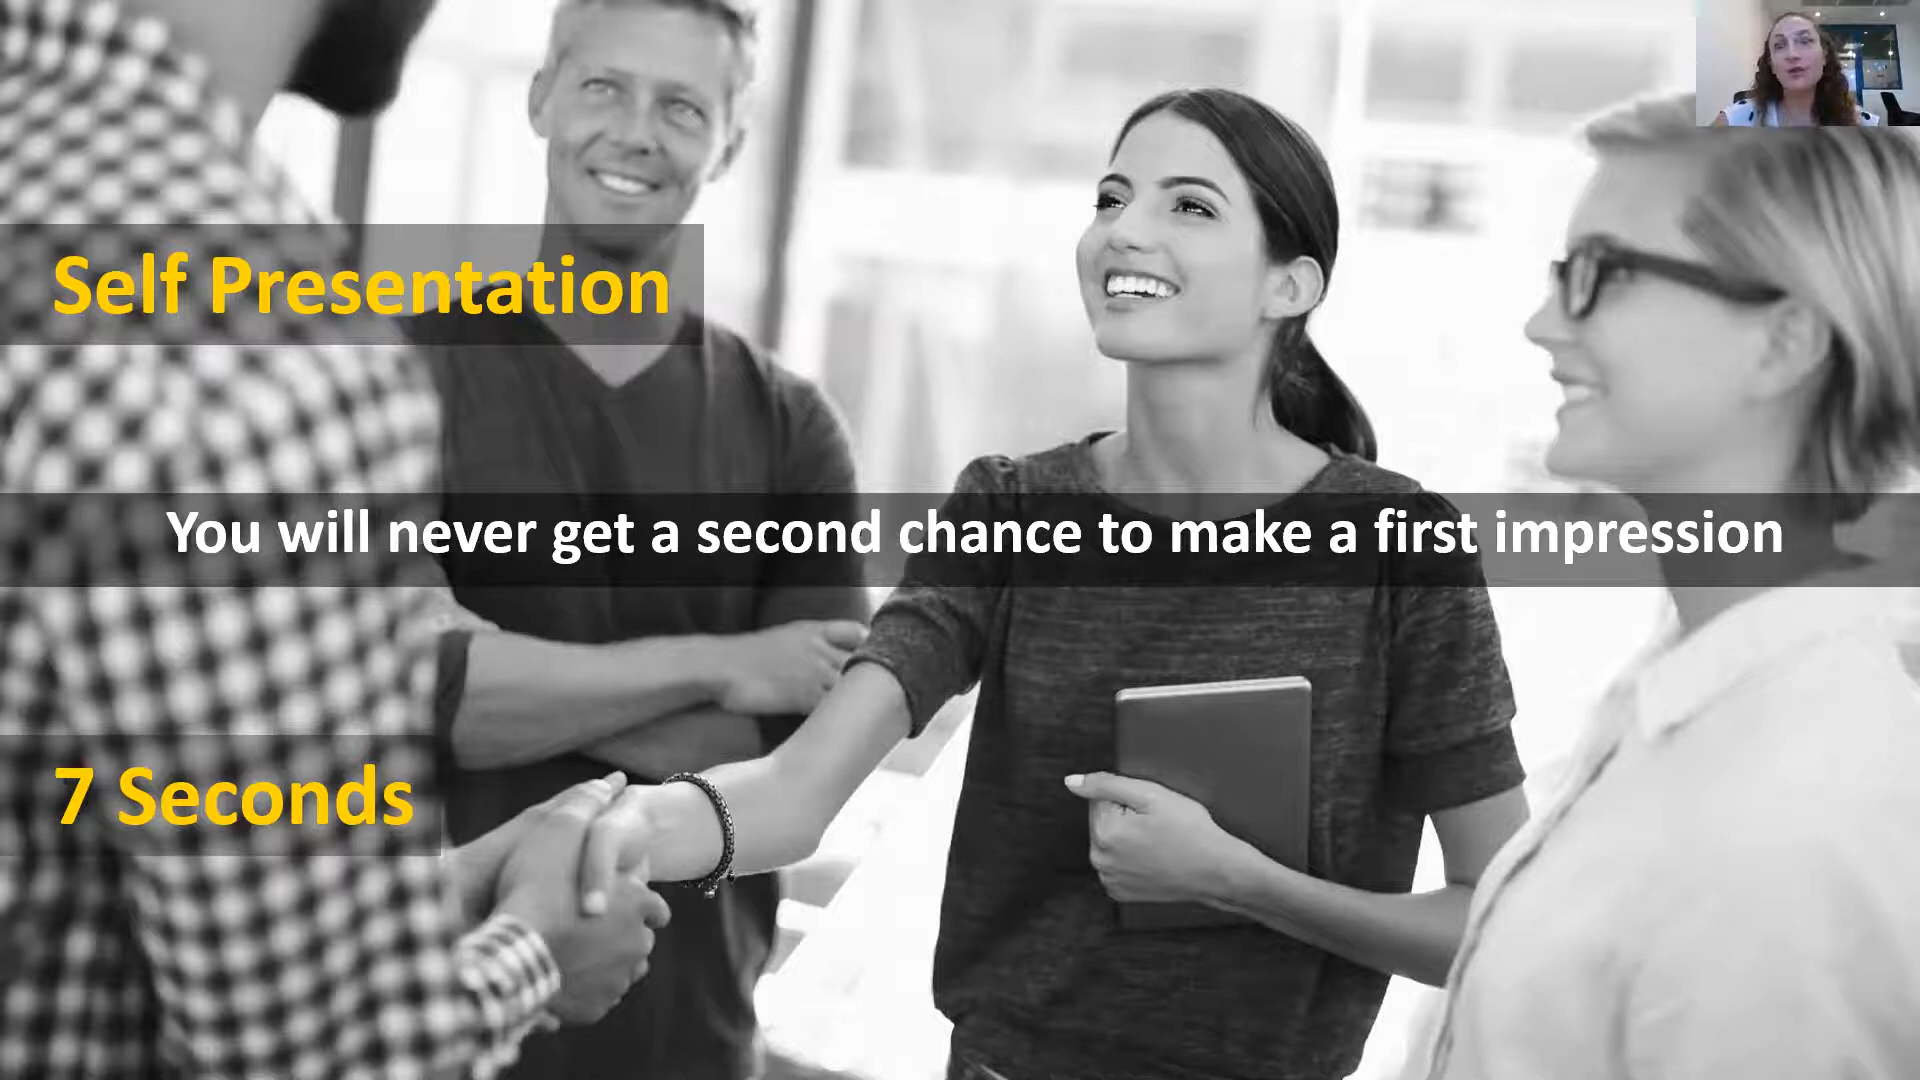 Self Presentation
You will never get a second chance to make a first impression
7 Seconds